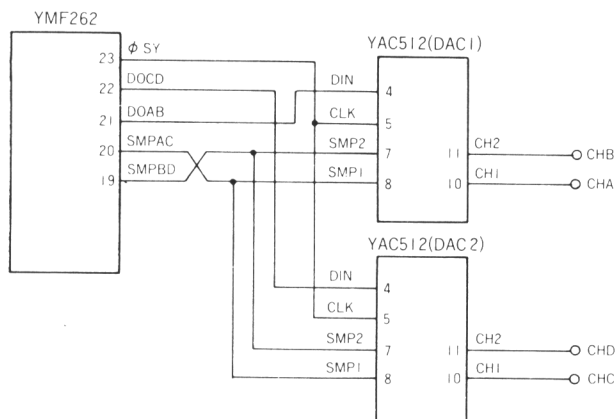 YMF262
23 φ SY
22 DOCD
21 DOAB
20 SMPAC
19 SMPBD
YAC512(DAC1)
DIN 4
CLK 5
SMP2 7 11 CH2 CHB
SMP1 8 10 CH1 CHA
YAC512(DAC2)
DIN 4
CLK 5
SMP2 7 11 CH2 CHD
SMP1 8 10 CH1 CHC